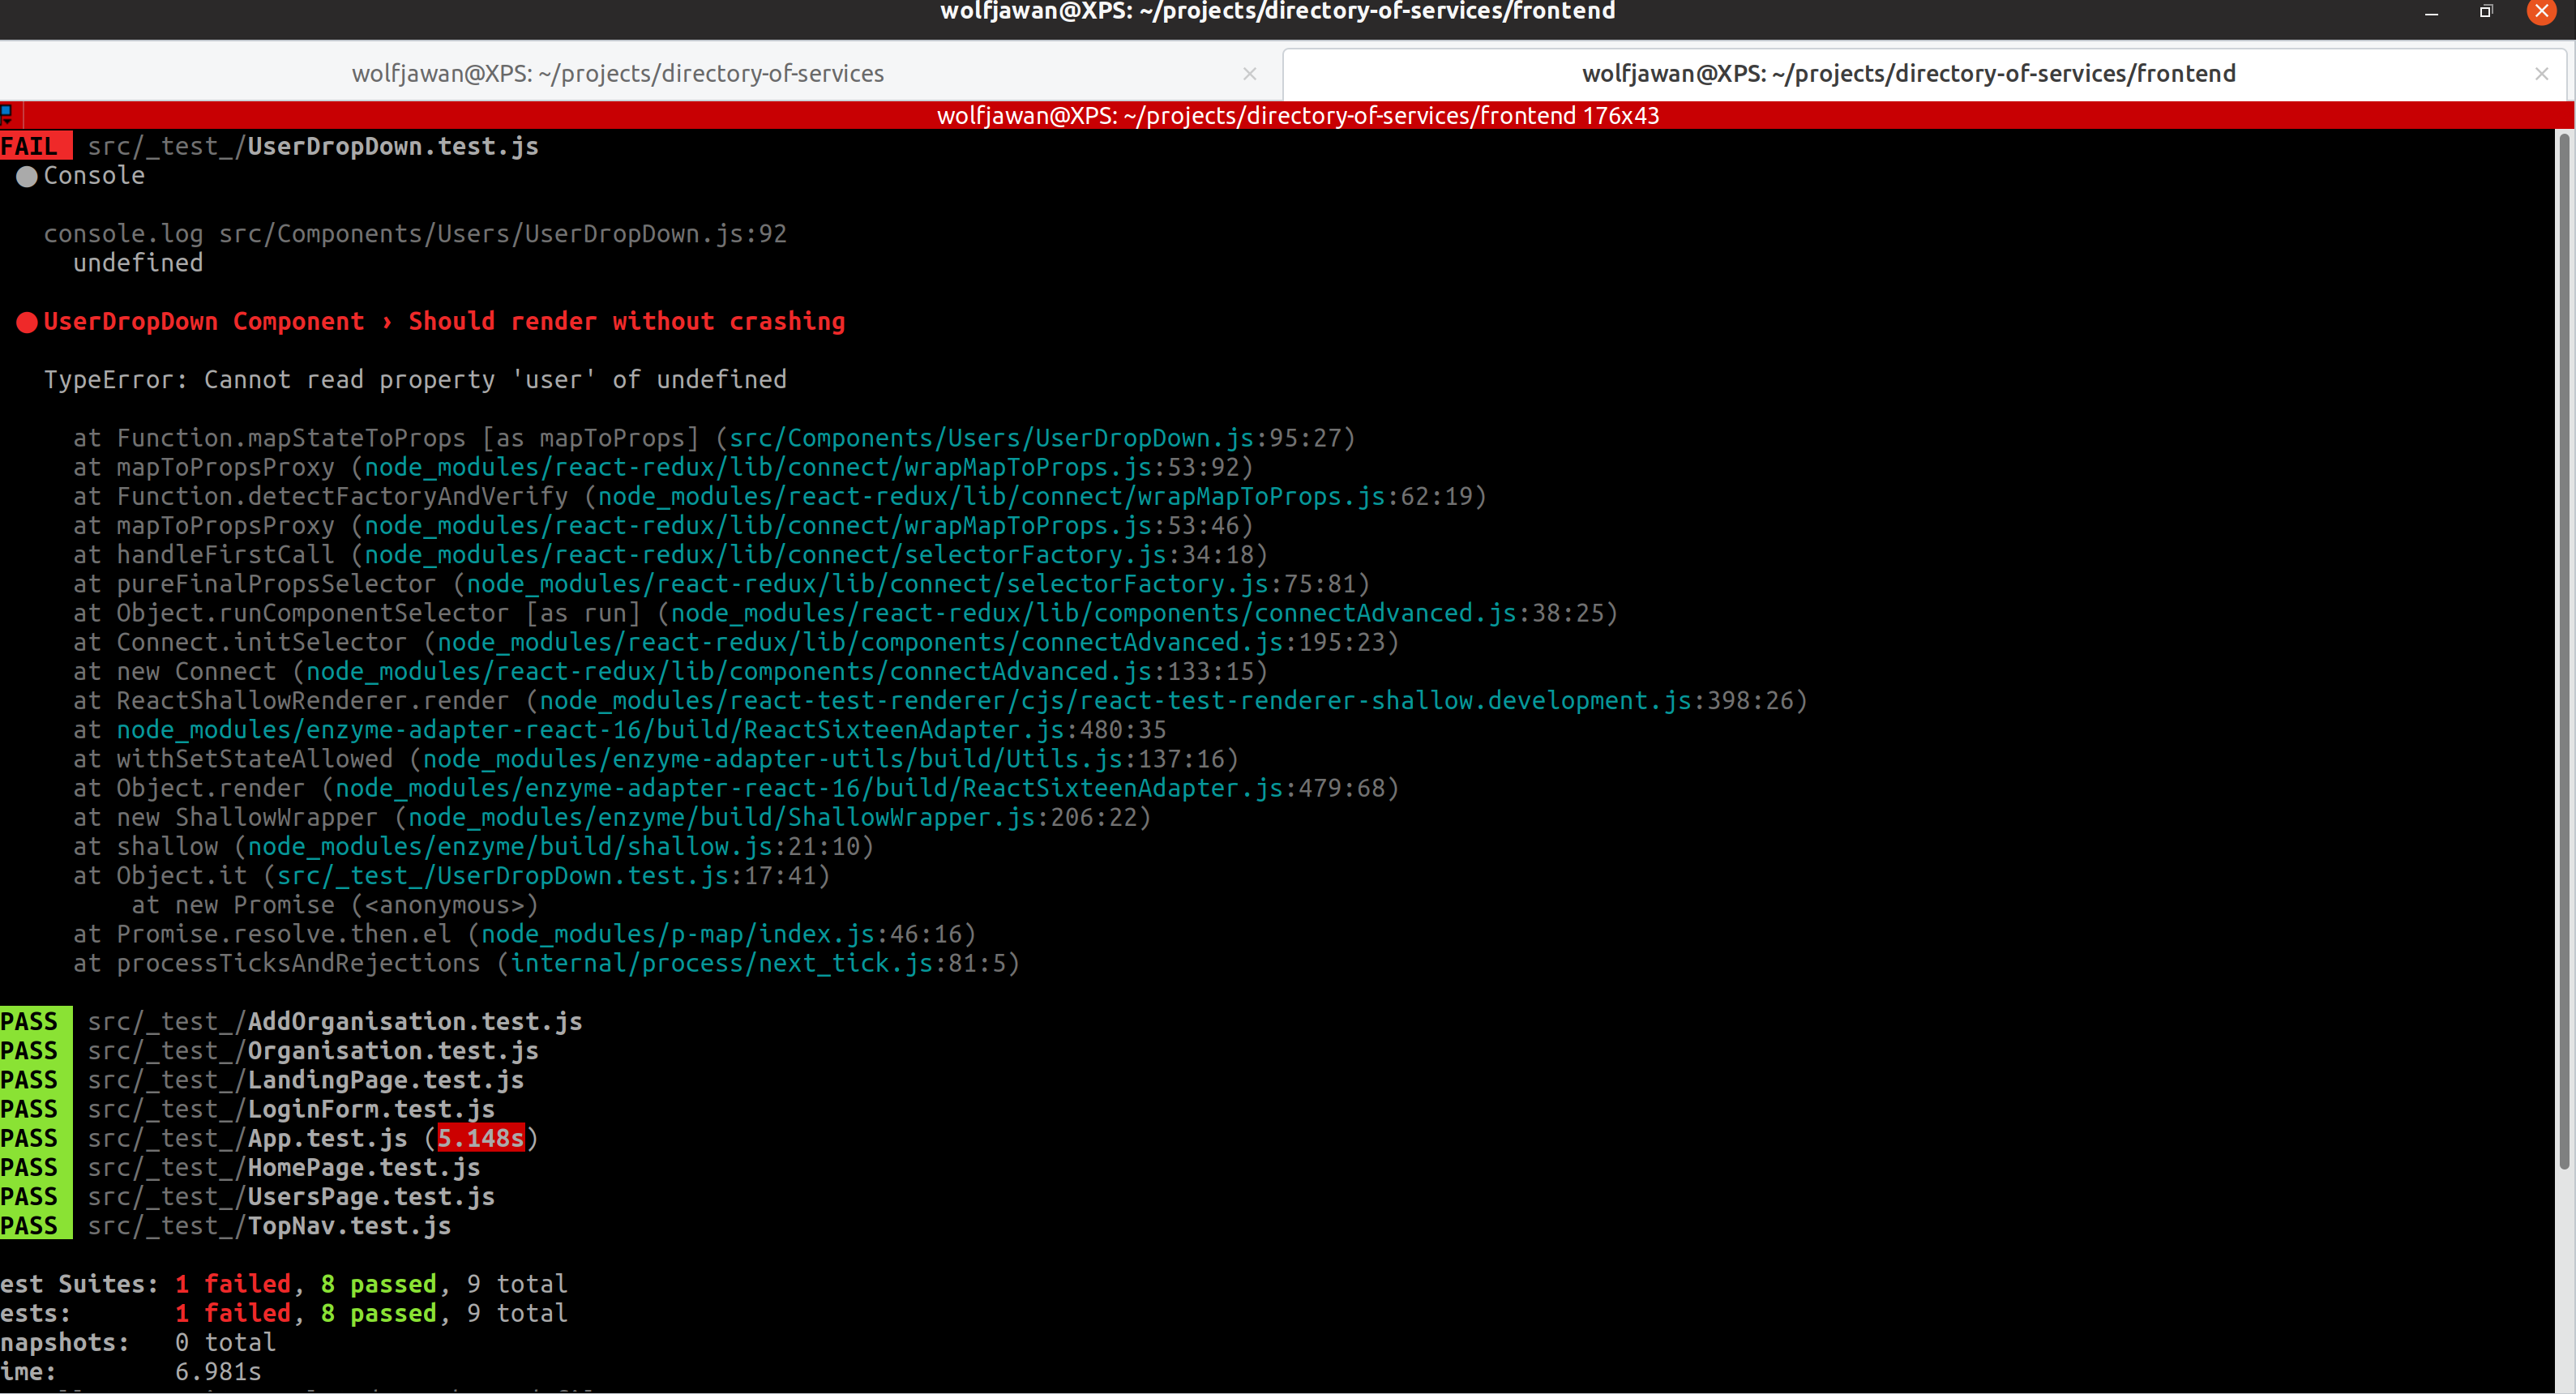 wolfjawan@XPS: ~/projects/directory-of-services/frontend
wolfjawan@XPS: ~/projects/directory-of-services
wolfjawan@XPS: ~/projects/directory-of-services/frontend
wolfjawan@XPS: ~/projects/directory-of-services/frontend 176x43
FAIL src/_test_/UserDropDown.test.js
● Console
console.log src/Components/Users/UserDropDown.js:92
undefined
● UserDropDown Component › Should render without crashing
TypeError: Cannot read property 'user' of undefined
at Function.mapStateToProps [as mapToProps] (src/Components/Users/UserDropDown.js:95:27)
at mapToPropsProxy (node_modules/react-redux/lib/connect/wrapMapToProps.js:53:92)
at Function.detectFactoryAndVerify (node_modules/react-redux/lib/connect/wrapMapToProps.js:62:19)
at mapToPropsProxy (node_modules/react-redux/lib/connect/wrapMapToProps.js:53:46)
at handleFirstCall (node_modules/react-redux/lib/connect/selectorFactory.js:34:18)
at pureFinalPropsSelector (node_modules/react-redux/lib/connect/selectorFactory.js:75:81)
at Object.runComponentSelector [as run] (node_modules/react-redux/lib/components/connectAdvanced.js:38:25)
at Connect.initSelector (node_modules/react-redux/lib/components/connectAdvanced.js:195:23)
at new Connect (node_modules/react-redux/lib/components/connectAdvanced.js:133:15)
at ReactShallowRenderer.render (node_modules/react-test-renderer/cjs/react-test-renderer-shallow.development.js:398:26)
at node_modules/enzyme-adapter-react-16/build/ReactSixteenAdapter.js:480:35
at withSetStateAllowed (node_modules/enzyme-adapter-utils/build/Utils.js:137:16)
at Object.render (node_modules/enzyme-adapter-react-16/build/ReactSixteenAdapter.js:479:68)
at new ShallowWrapper (node_modules/enzyme/build/ShallowWrapper.js:206:22)
at shallow (node_modules/enzyme/build/shallow.js:21:10)
at Object.it (src/_test_/UserDropDown.test.js:17:41)
at new Promise (<anonymous>)
at Promise.resolve.then.el (node_modules/p-map/index.js:46:16)
at processTicksAndRejections (internal/process/next_tick.js:81:5)
PASS src/_test_/AddOrganisation.test.js
PASS src/_test_/Organisation.test.js
PASS src/_test_/LandingPage.test.js
PASS src/_test_/LoginForm.test.js
PASS src/_test_/App.test.js (5.148s)
PASS src/_test_/HomePage.test.js
PASS src/_test_/UsersPage.test.js
PASS src/_test_/TopNav.test.js
est Suites: 1 failed, 8 passed, 9 total
ests: 1 failed, 8 passed, 9 total
napshots: 0 total
ime: 6.981s